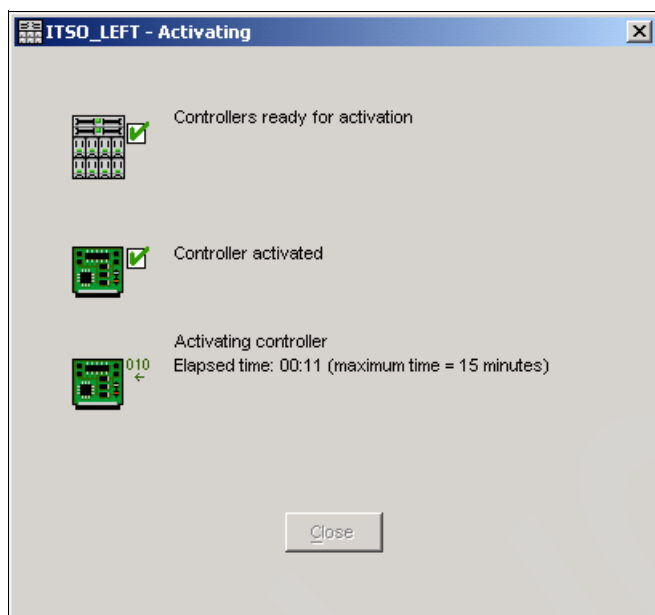 ITSO_LEFT - Activating
Controllers ready for activation
Controller activated
Activating controller
010
Elapsed time: 00:11 (maximum time = 15 minutes)
Close